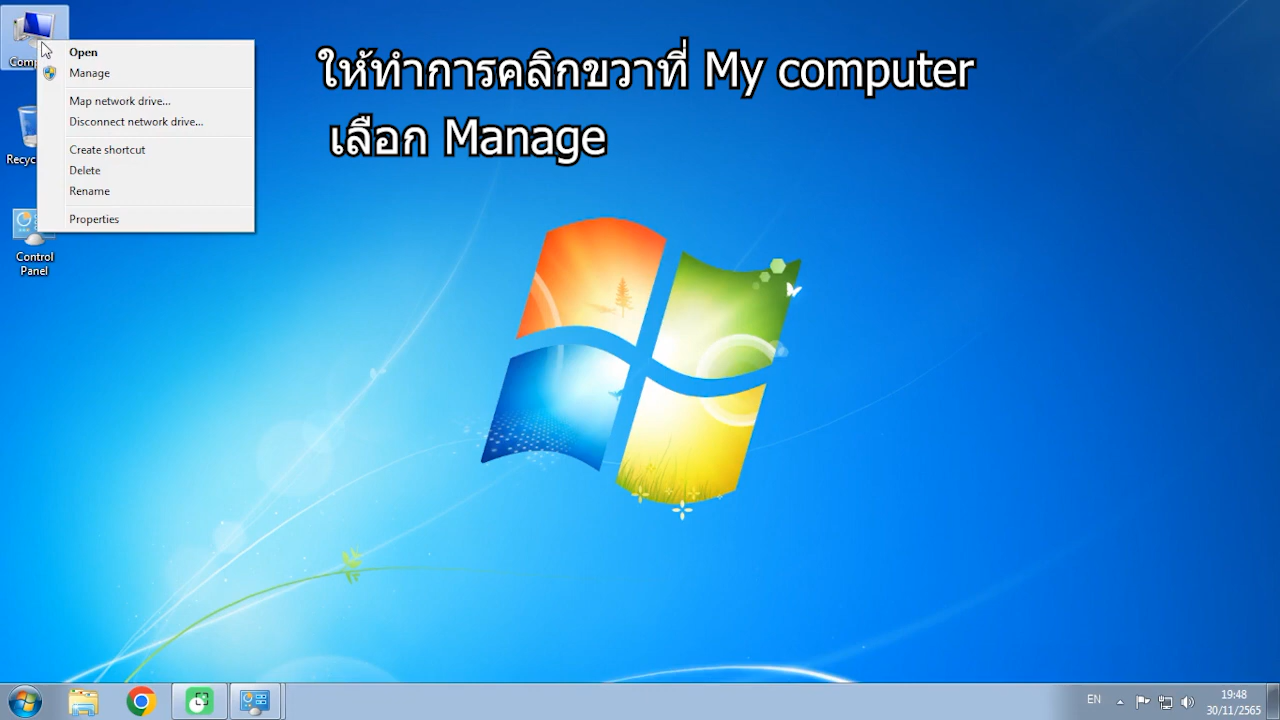 ให้ทำการคลิกขวาที่ My computer
เลือก Manage
Open
Manage
Map network drive...
Disconnect network drive...
Create shortcut
Delete
Rename
Properties
Control
Panel
EN
19:48
30/11/2565